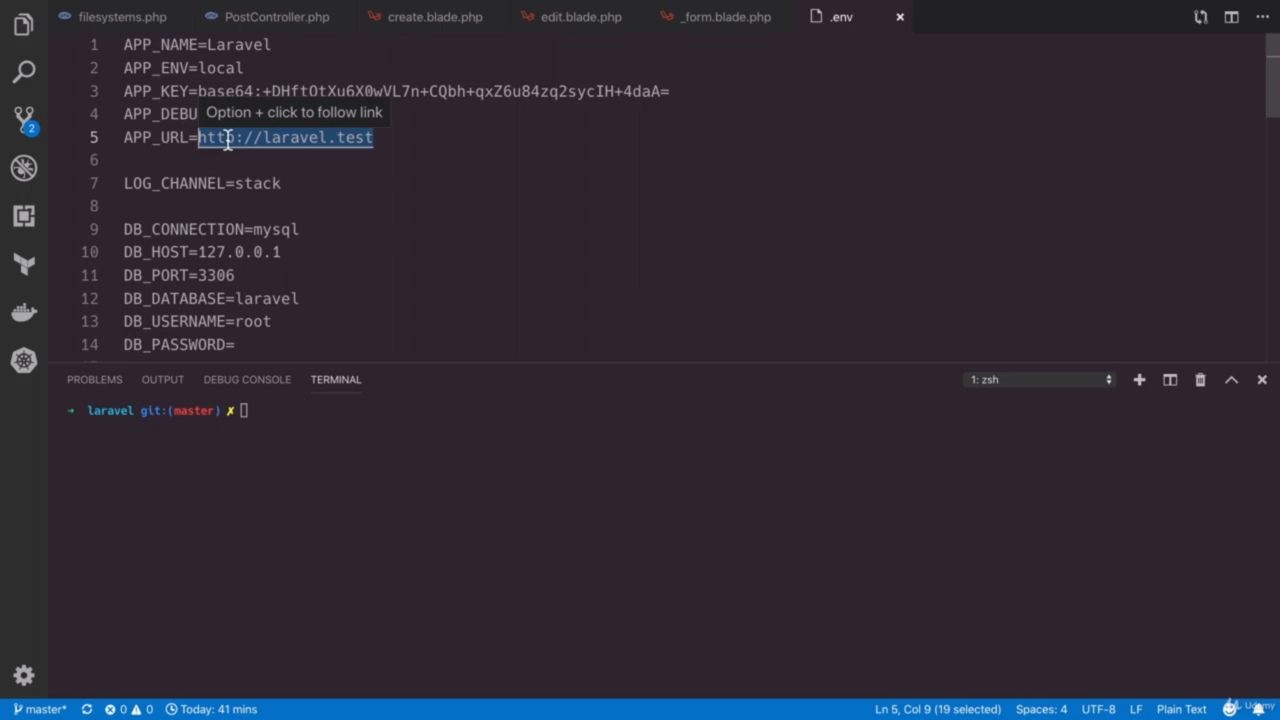 filesystems.php PostController.php create.blade.php edit.blade.php _form.blade.php .env
1 APP_NAME=Laravel
2 APP_ENV=local
3 APP_KEY=base64:+DHftOtXu6X0wVL7n+CQbh+qxZ6u84zq2sycIH+4daA=
Option + click to follow link
4 APP_DEBU
5 APP_URL=http://laravel.test
6
7 LOG_CHANNEL=stack
8
9 DB_CONNECTION=mysql
10 DB_HOST=127.0.0.1
11 DB_PORT=3306
12 DB_DATABASE=laravel
13 DB_USERNAME=root
14 DB_PASSWORD=
2
PROBLEMS OUTPUT DEBUG CONSOLE TERMINAL 1: zsh
→ laravel git:(master) ✗
master* 0 0 Today: 41 mins Ln 5, Col 9 (19 selected) Spaces: 4 UTF-8 LF Plain Text
Udemy